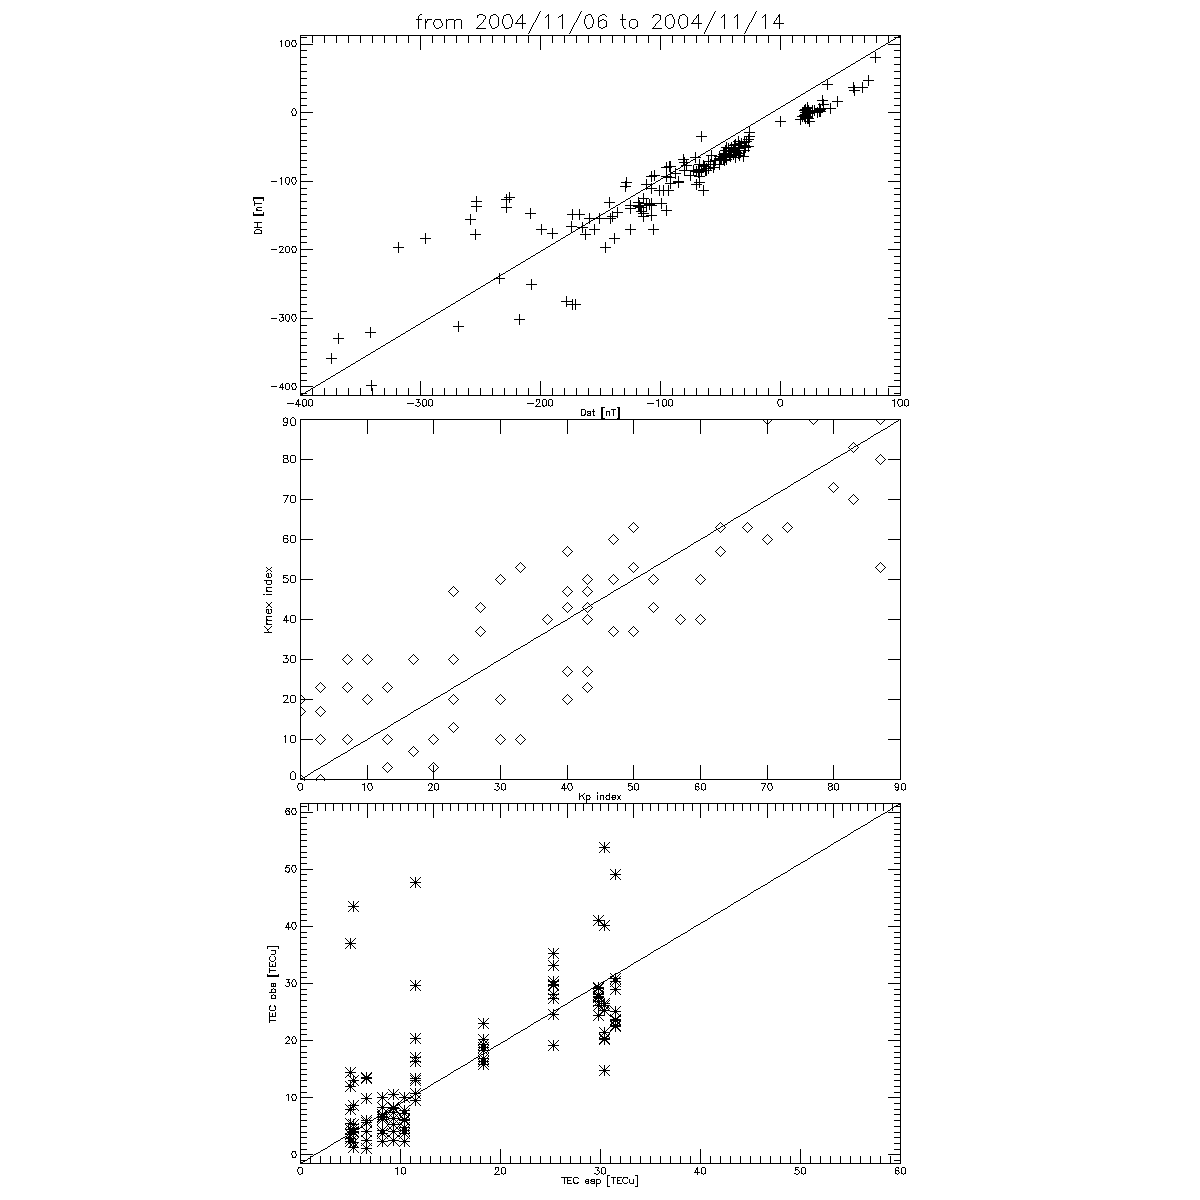 from 2004/11/06 to 2004/11/14
100
0
-100
-200
-300
-400
DH [nT]
-400 -300 -200 -100 0 100
Dst [nT]
90
80
70
60
50
40
30
20
10
0
Kmex index
0 10 20 30 40 50 60 70 80 90
Kp index
60
50
40
30
20
10
0
TEC obs [TECu]
0 10 20 30 40 50 60
TEC esp [TECu]